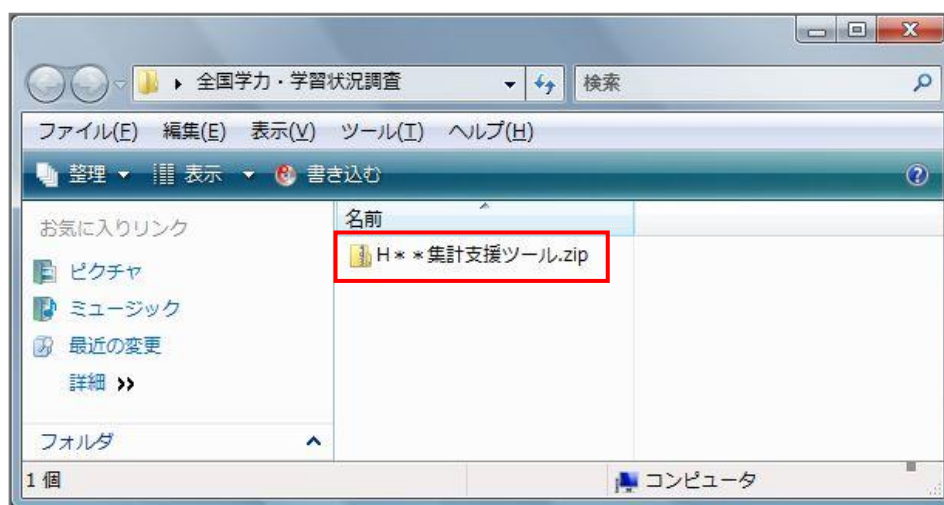 全国学力・学習状況調査
検索
ファイル(F) 編集(E) 表示(V) ツール(T) ヘルプ(H)
整理 表示 書き込む
お気に入りリンク
ピクチャ
ミュージック
最近の変更
詳細 >>
フォルダ
名前
H**集計支援ツール.zip
1 個
コンピュータ